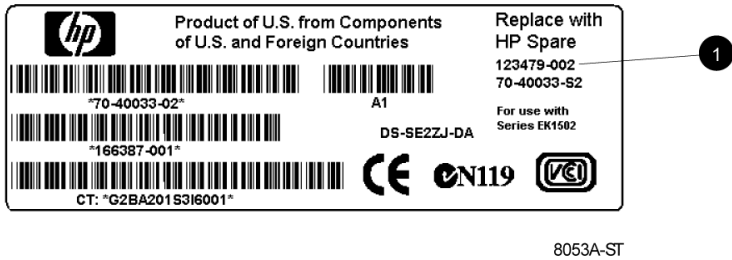 hp
Product of U.S. from Components
of U.S. and Foreign Countries
Replace with
HP Spare
123479-002
70-40033-S2
1
*70-40033-02*
A1
For use with
Series EK1502
DS-SE2ZJ-DA
*166387-001*
CE
N119
VCI
CT: *G2BA201S3I6001*
8053A-ST